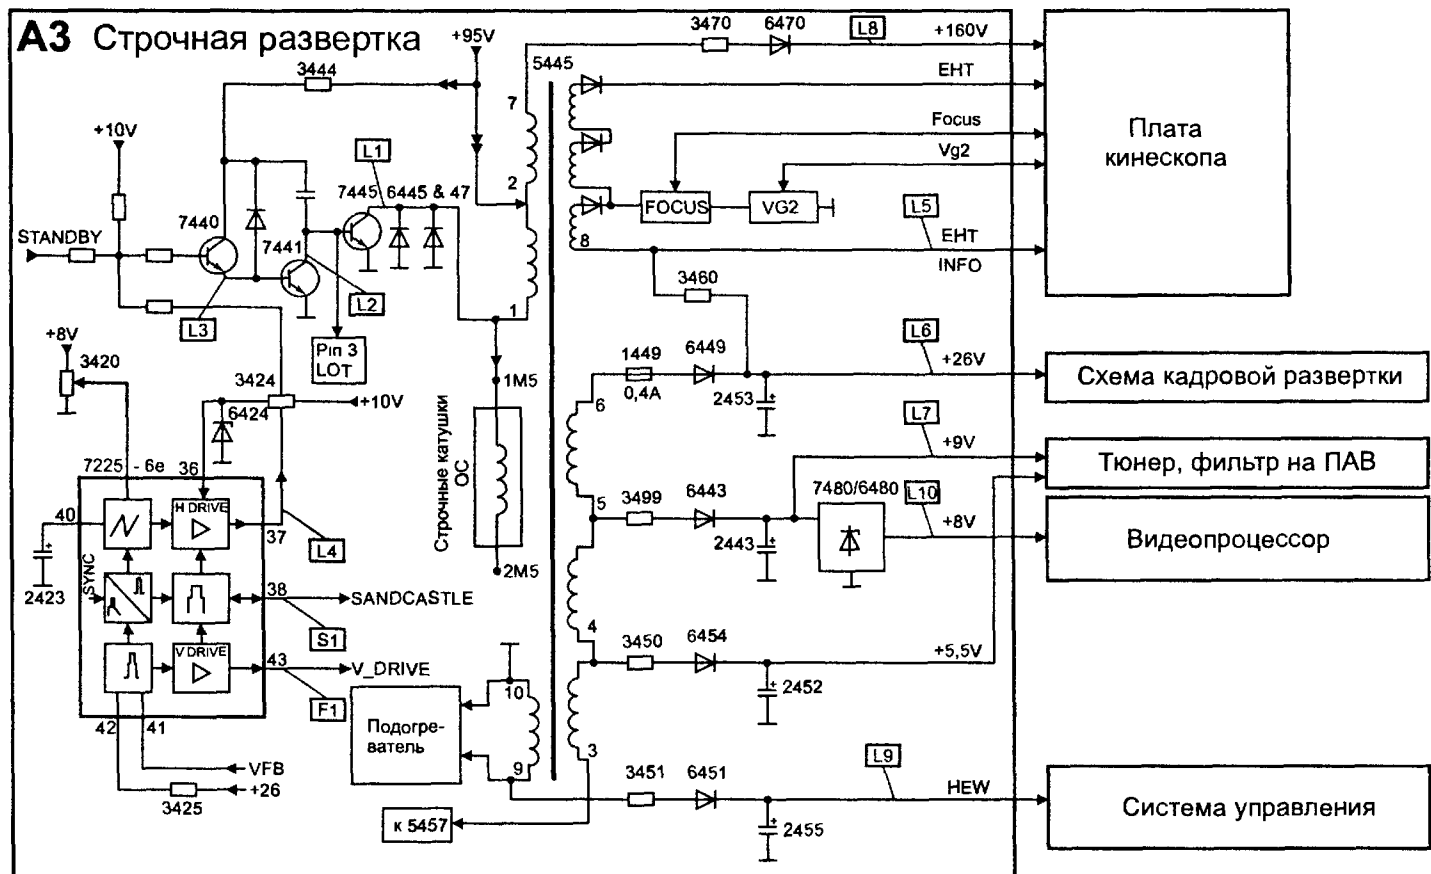 А3 Строчная развертка
+95V
3470
6470
L8
+160V
3444
5445
EHT
7
+10V
Focus
Плата
кинескопа
L1
Vg2
7445
6445 & 47
2
FOCUS
VG2
L5
7440
STANDBY
7441
8
EHT
INFO
3460
L2
L3
1
+8V
Pin 3
LOT
1449
6449
L6
+26V
3420
3424
1M5
0,4A
2453
Схема кадровой развертки
+10V
6
6424
L7
+9V
Строчные катушки
ОС
Тюнер, фильтр на ПАВ
7225 - 6e
36
5
3499
6443
7480/6480
L10
+8V
40
H DRIVE
37
L4
2443
Видеопроцессор
SYNC
2M5
2423
38
SANDCASTLE
S1
4
3450
6454
+5,5V
V DRIVE
43
V_DRIVE
F1
10
2452
42
41
Подогре-
ватель
3
VFB
9
3451
6451
L9
HEW
+26
3425
Система управления
к 5457
2455